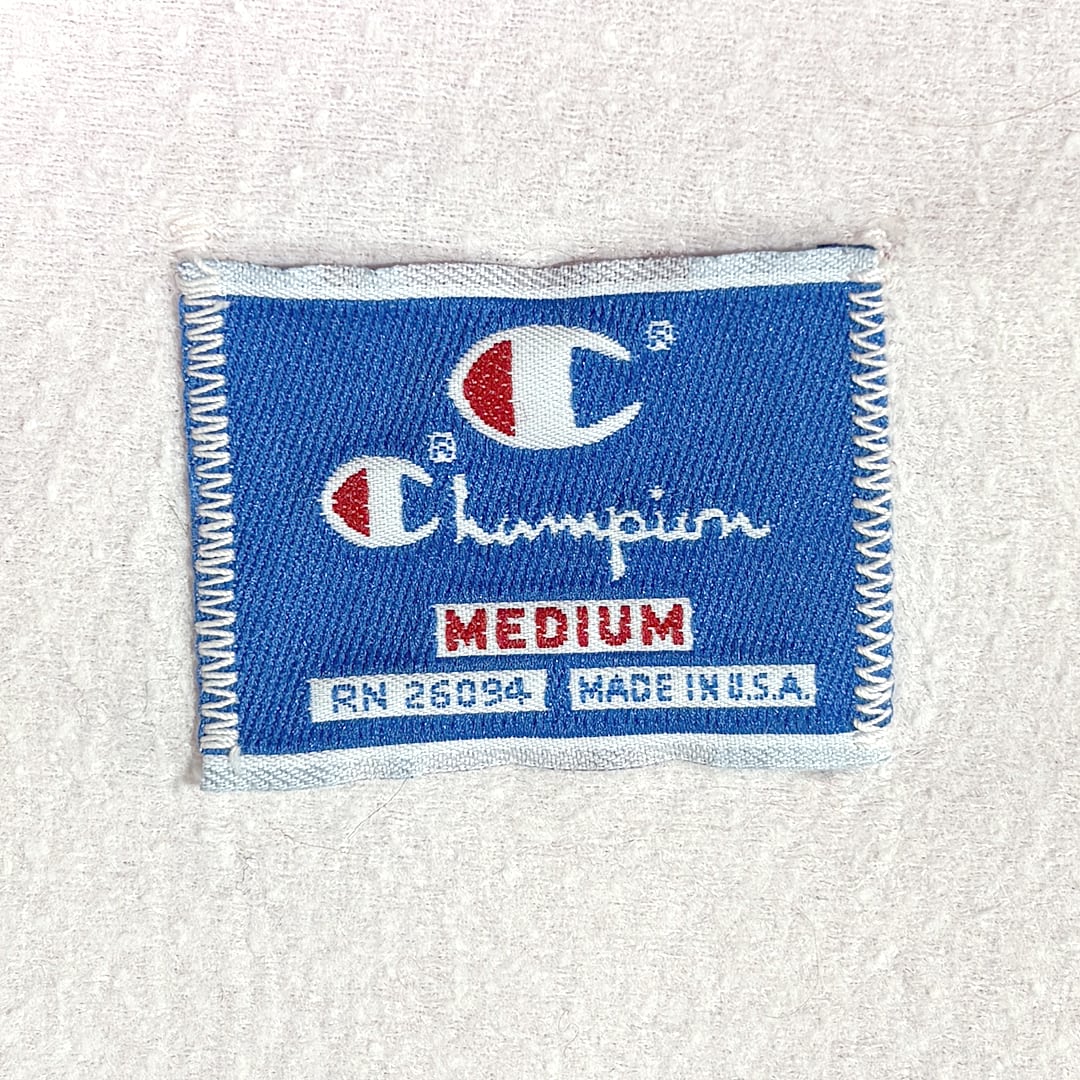 C®
Champion®
MEDIUM
RN 26094 MADE IN U.S.A.